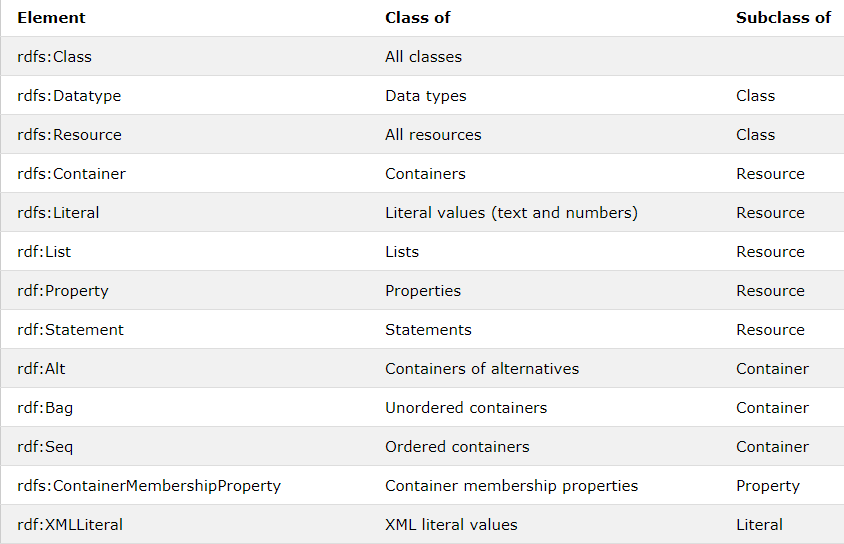 Element Class of Subclass of
rdfs:Class All classes
rdfs:Datatype Data types Class
rdfs:Resource All resources Class
rdfs:Container Containers Resource
rdfs:Literal Literal values (text and numbers) Resource
rdf:List Lists Resource
rdf:Property Properties Resource
rdf:Statement Statements Resource
rdf:Alt Containers of alternatives Container
rdf:Bag Unordered containers Container
rdf:Seq Ordered containers Container
rdfs:ContainerMembershipProperty Container membership properties Property
rdf:XMLLiteral XML literal values Literal